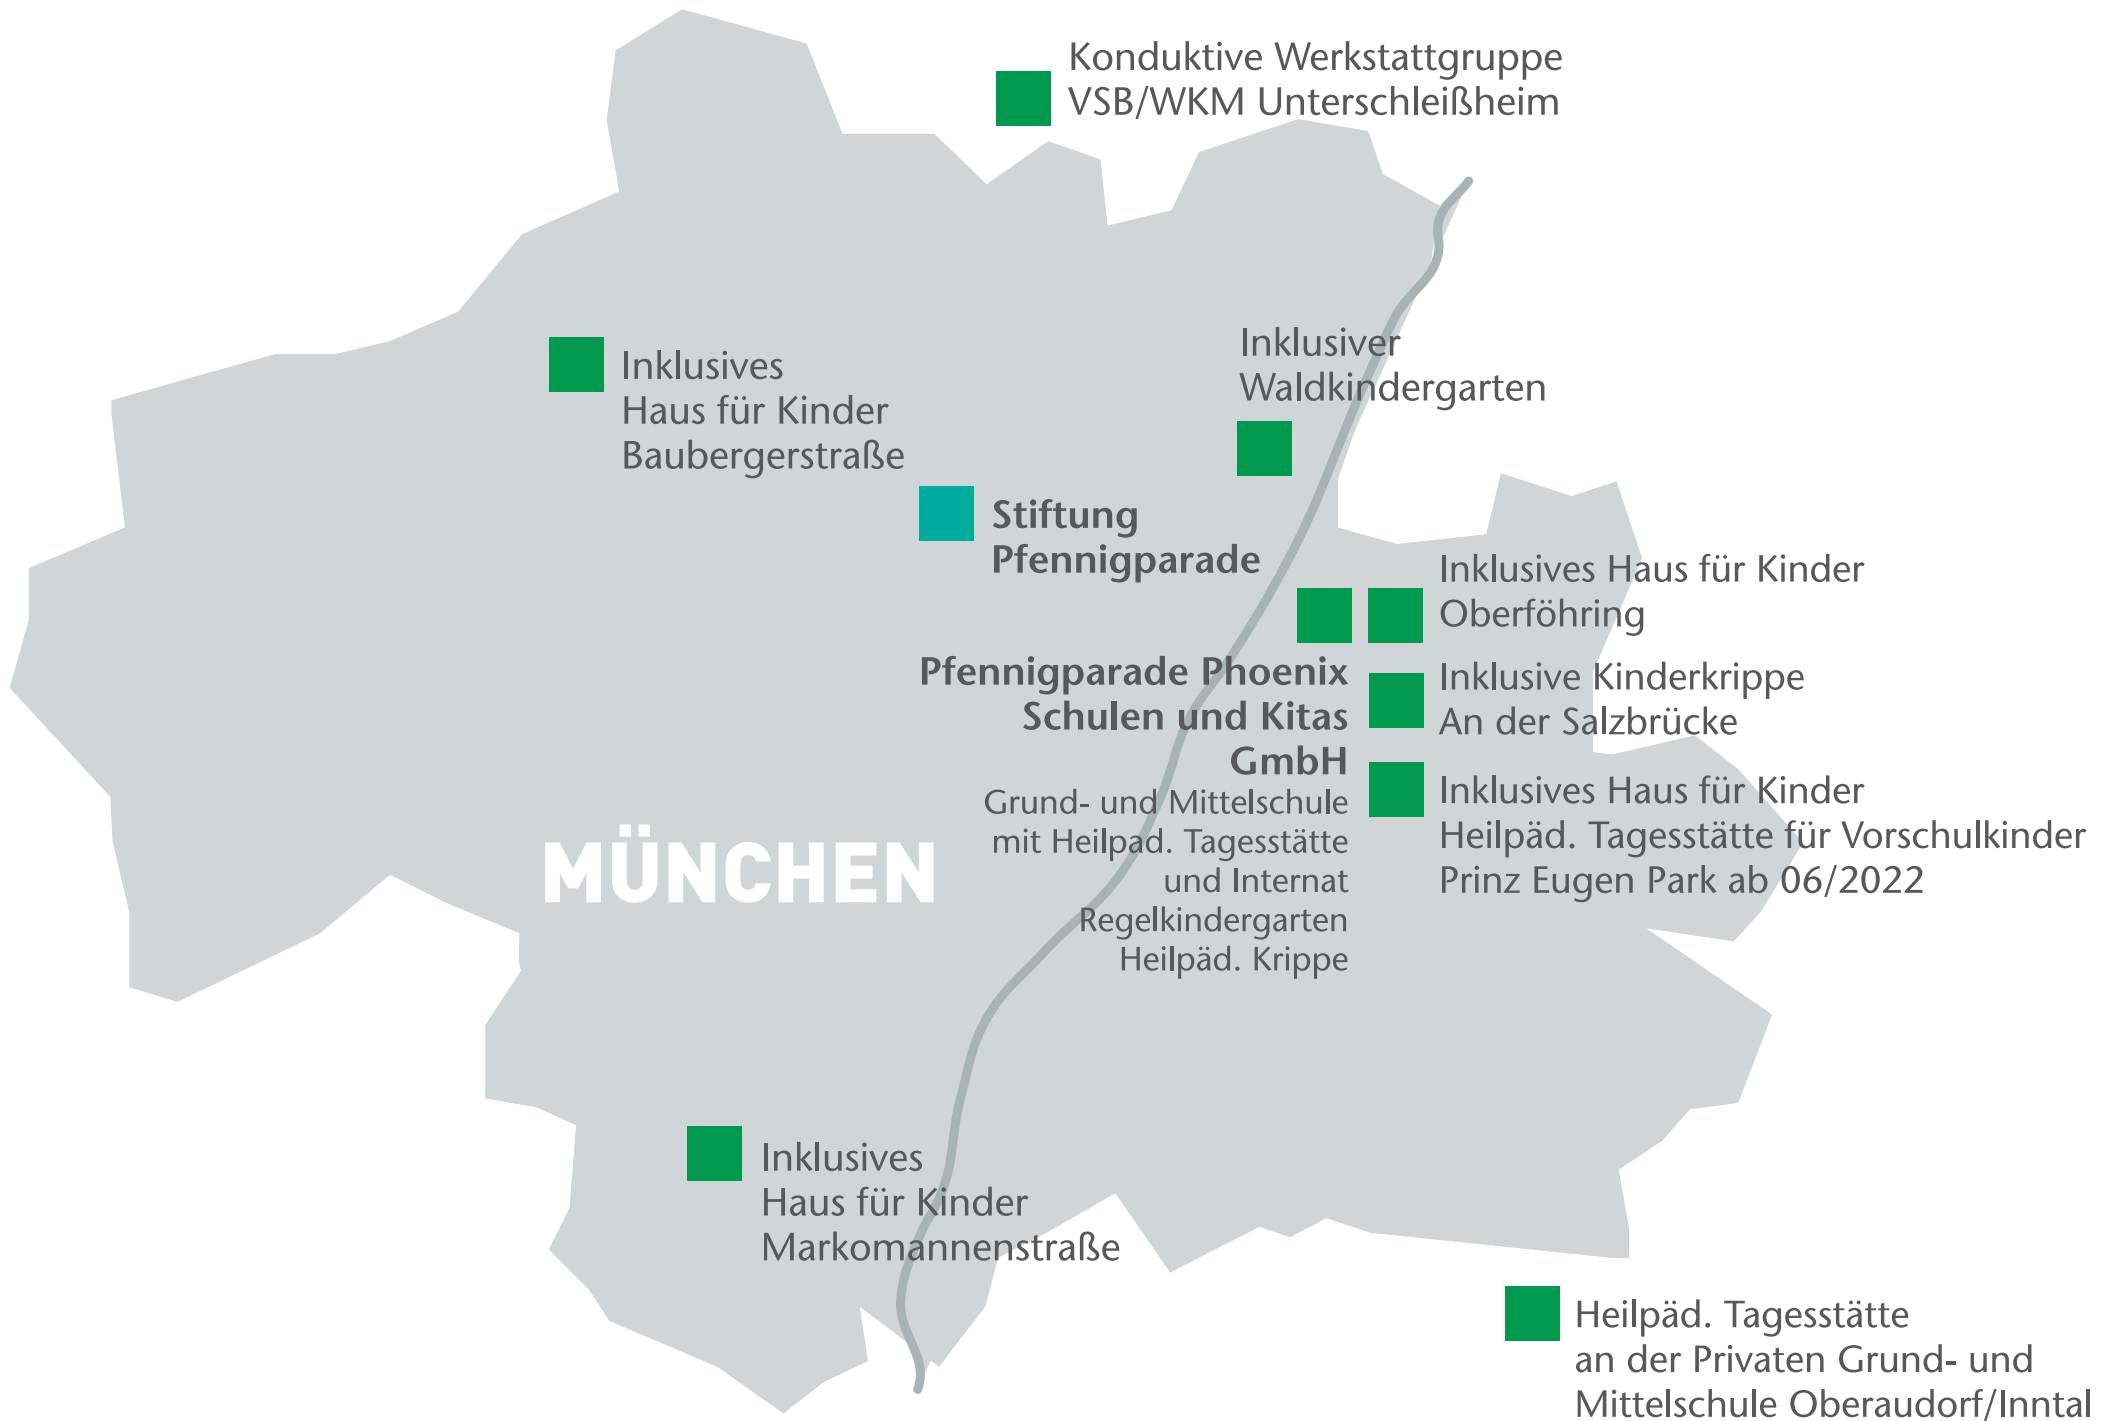 Konduktive Werkstattgruppe
VSB/WKM Unterschleißheim
Inklusives
Haus für Kinder
Baubergerstraße
Inklusiver
Waldkindergarten
Stiftung
Pfennigparade
Inklusives Haus für Kinder
Oberföhring
Pfennigparade Phoenix
Schulen und Kitas
GmbH
Grund- und Mittelschule
mit Heilpäd. Tagesstätte
und Internat
Regelkindergarten
Heilpäd. Krippe
Inklusive Kinderkrippe
An der Salzbrücke
Inklusives Haus für Kinder
Heilpäd. Tagesstätte für Vorschulkinder
Prinz Eugen Park ab 06/2022
MÜNCHEN
Inklusives
Haus für Kinder
Markomannenstraße
Heilpäd. Tagesstätte
an der Privaten Grund- und
Mittelschule Oberaudorf/Inntal